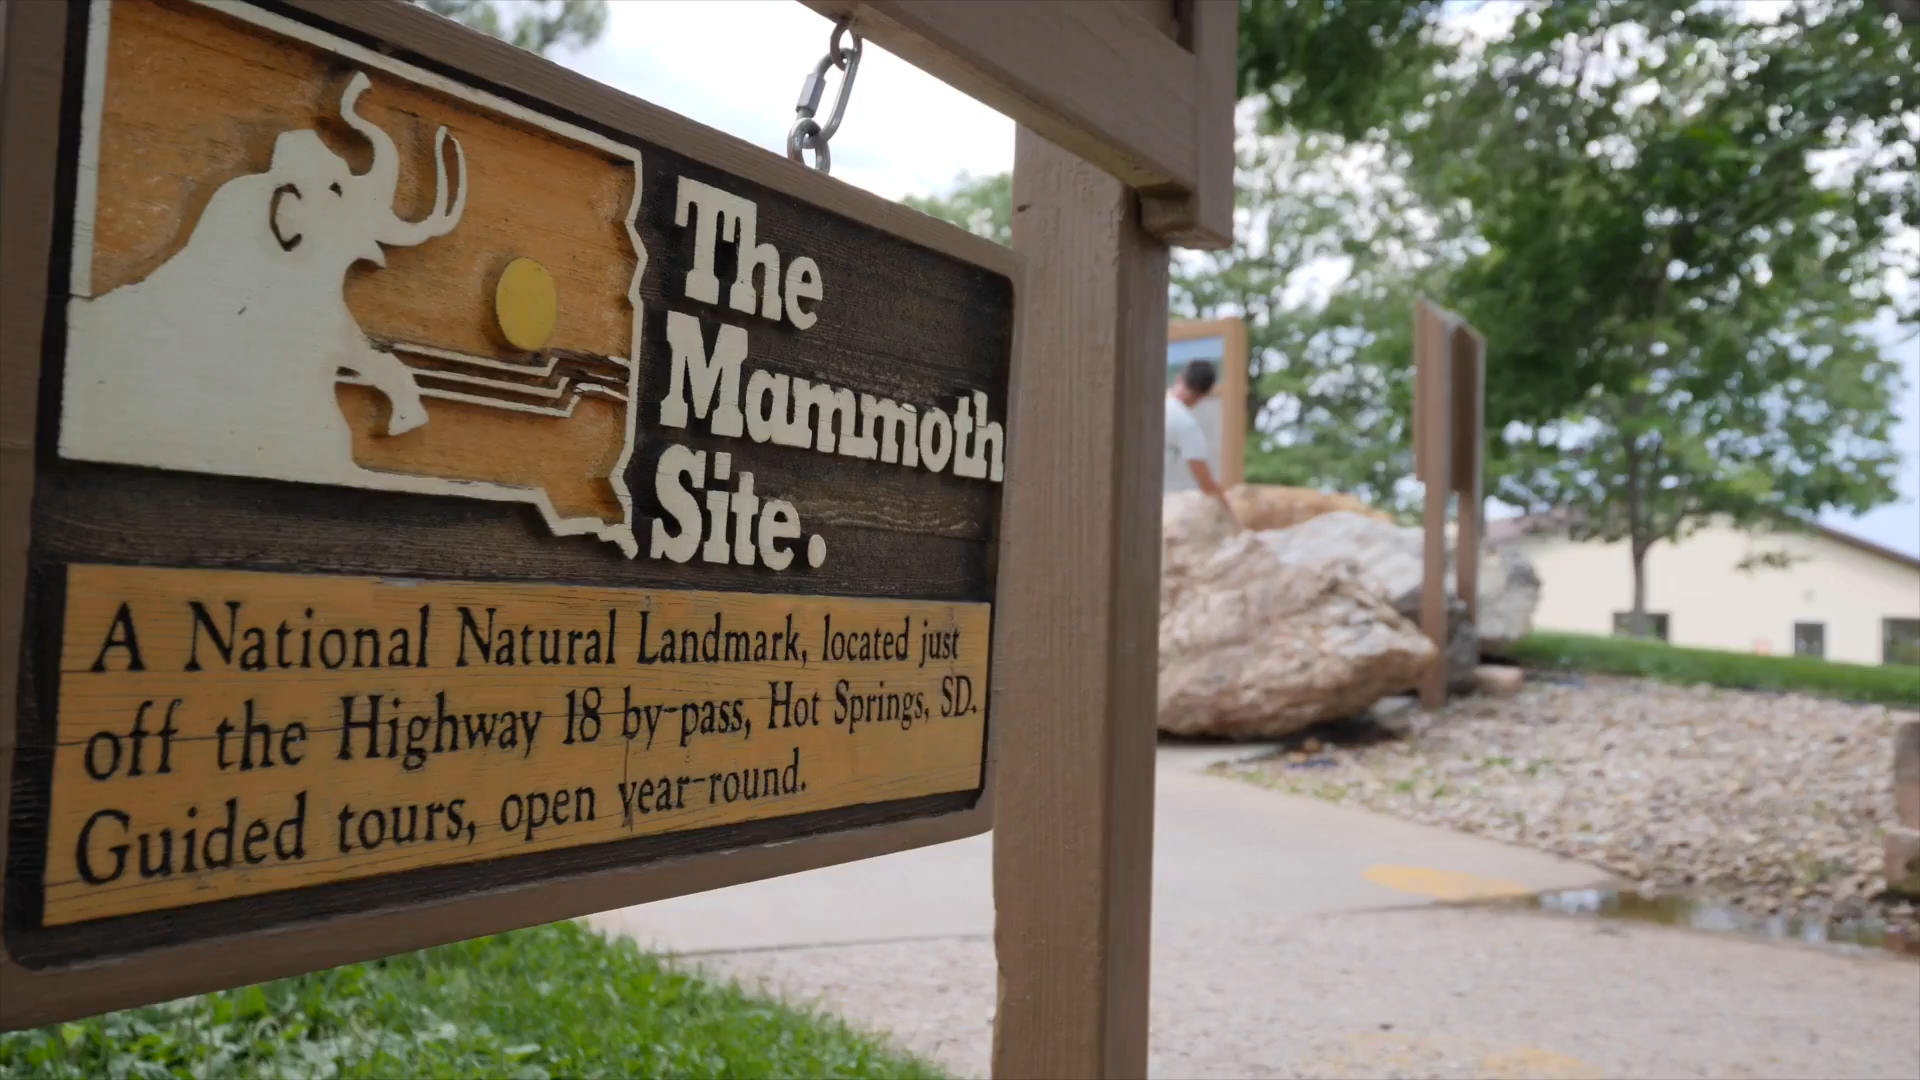 The
Mammoth
Site.
A National Natural Landmark, located just
off the Highway 18 by-pass, Hot Springs, SD.
Guided tours, open year-round.